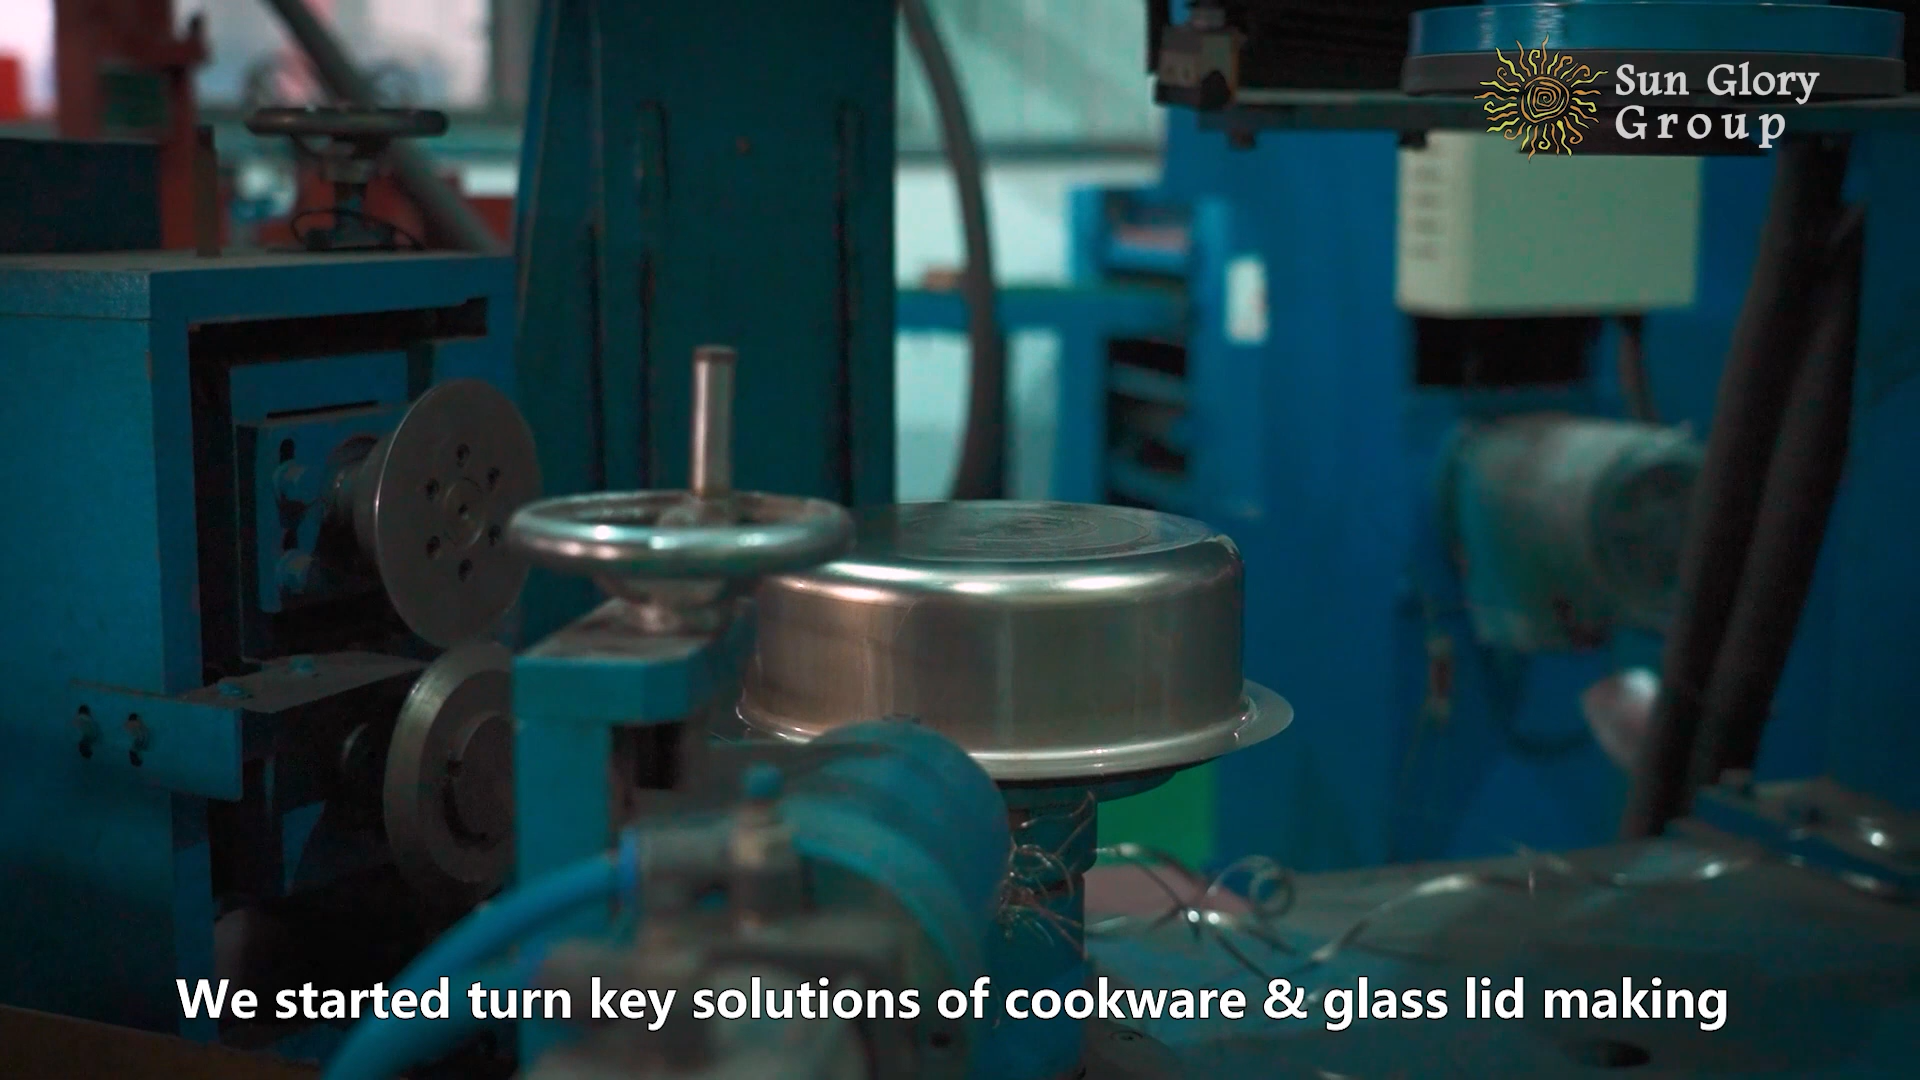 Sun Glory
Group
We started turn key solutions of cookware & glass lid making